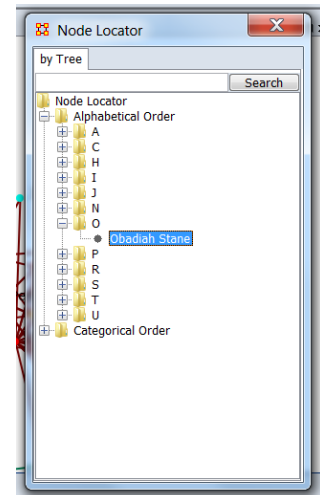 Node Locator
by Tree
Search
Node Locator
Alphabetical Order
A
C
H
I
J
N
O
Obadiah Stane
P
R
S
T
U
Categorical Order